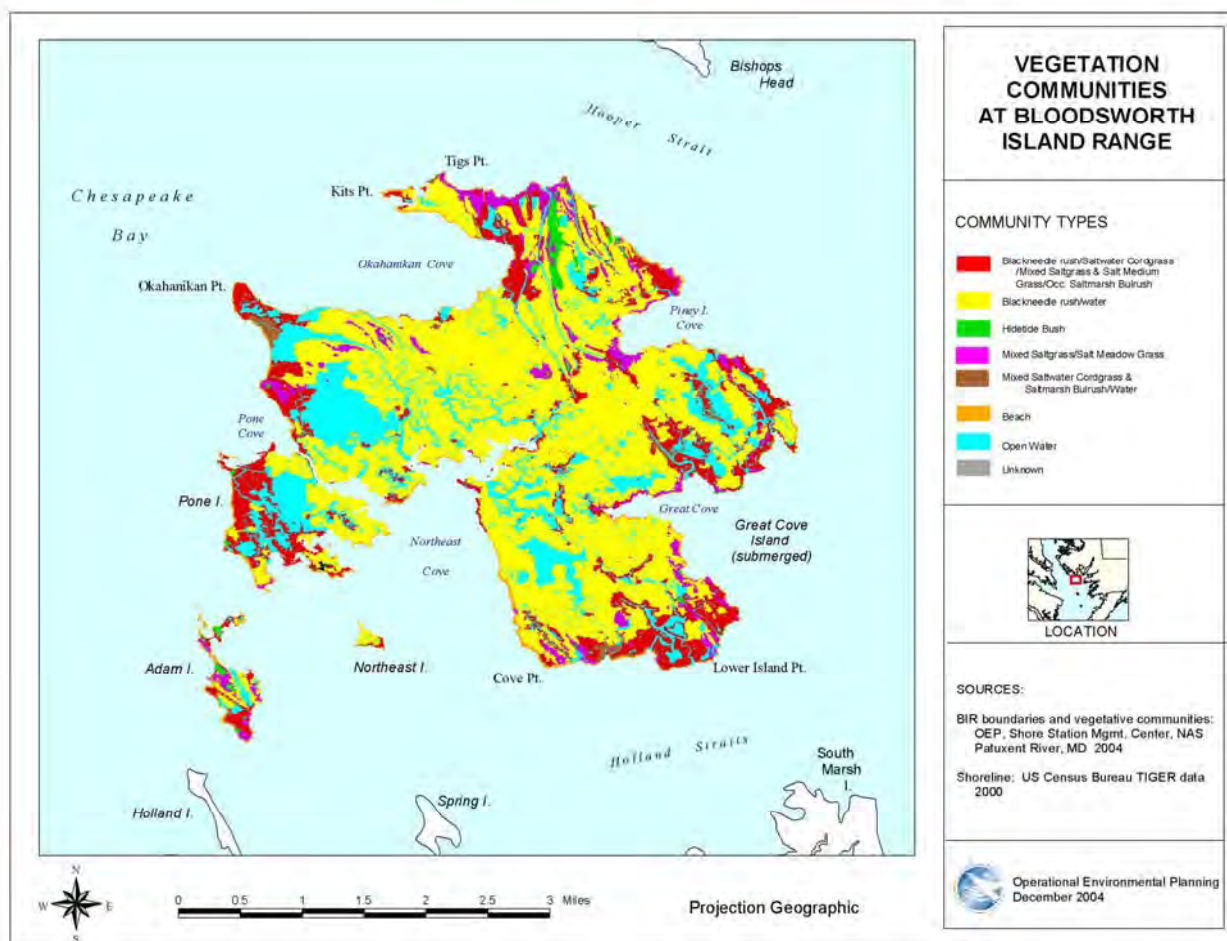 Bishops
Head
Hooper Strait
Tigs Pt.
Kits Pt.
Chesapeake
Bay
Okahanikan Cove
Okahanikan Pt.
Piney I.
Cove
Pone
Cove
Pone I.
Great Cove
Great Cove
Island
(submerged)
Northeast
Cove
Adam I.
Northeast I.
Cove Pt.
Lower Island Pt.
Holland Straits
South
Marsh
I.
Holland I.
Spring I.
N
W
E
S
0 0.5 1 1.5 2 2.5 3 Miles
Projection Geographic
VEGETATION
COMMUNITIES
AT BLOODSWORTH
ISLAND RANGE
COMMUNITY TYPES
Blackneedle rush/Saltwater Cordgrass
/Mixed Saltgrass & Salt Medium
Grass/Occ. Saltmarsh Bulrush
Blackneedle rush/water
Hidetide Bush
Mixed Saltgrass/Salt Meadow Grass
Mixed Saltwater Cordgrass &
Saltmarsh Bulrush/Water
Beach
Open Water
Unknown
LOCATION
SOURCES:
BIR boundaries and vegetative communities:
OEP, Shore Station Mgmt. Center, NAS
Patuxent River, MD 2004
Shoreline: US Census Bureau TIGER data
2000
Operational Environmental Planning
December 2004